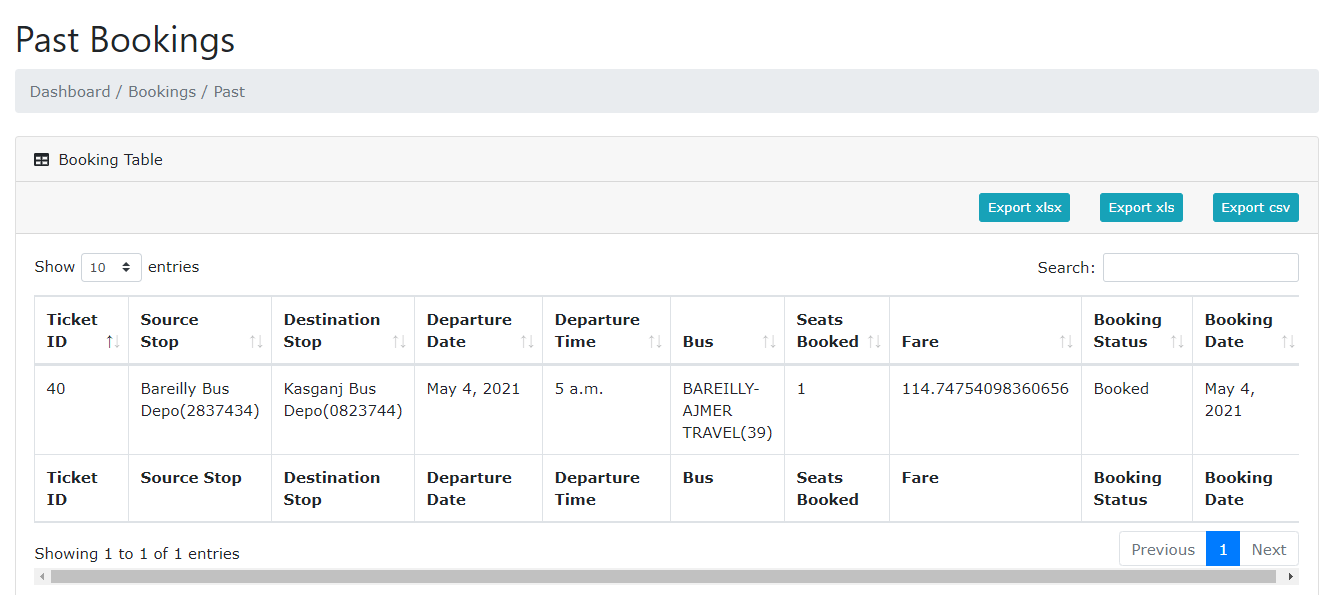 Past Bookings
Dashboard / Bookings / Past
Booking Table
Export xlsx Export xls Export csv
Show 10 entries Search:
Ticket ID Source Stop Destination Stop Departure Date Departure Time Bus Seats Booked Fare Booking Status Booking Date
40 Bareilly Bus Depo(2837434) Kasganj Bus Depo(0823744) May 4, 2021 5 a.m. BAREILLY-AJMER TRAVEL(39) 1 114.74754098360656 Booked May 4, 2021
Ticket ID Source Stop Destination Stop Departure Date Departure Time Bus Seats Booked Fare Booking Status Booking Date
Showing 1 to 1 of 1 entries Previous 1 Next